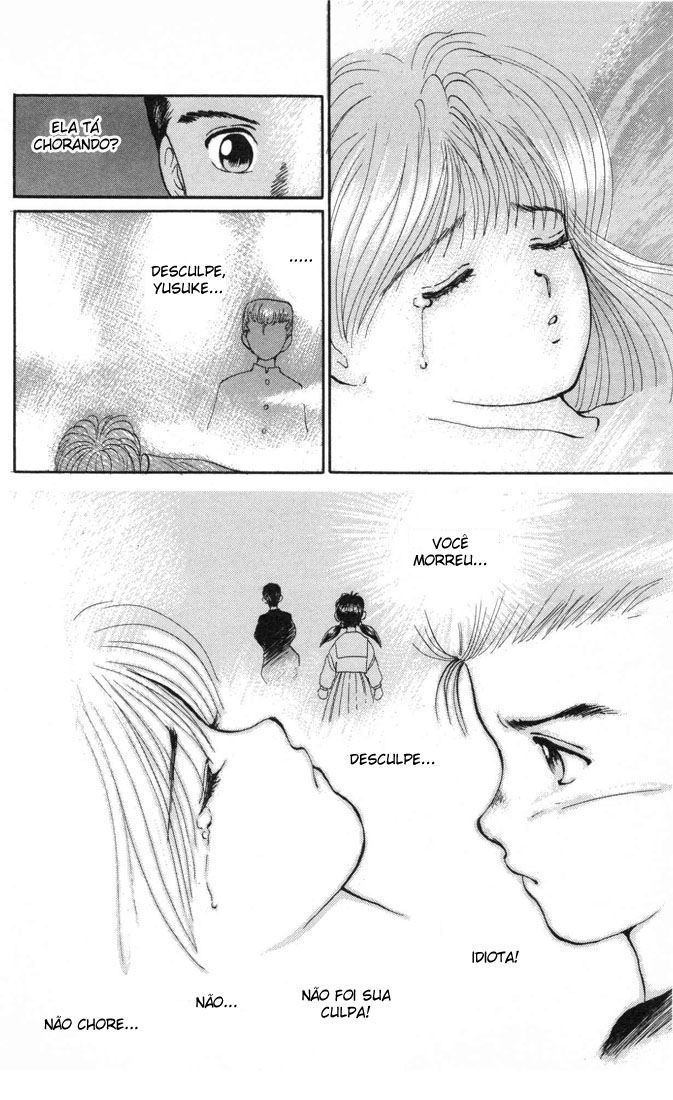 ELA TÁ
CHORANDO?
.....
DESCULPE,
YUSUKE...
VOCÊ
MORREU...
DESCULPE...
IDIOTA!
NÃO FOI SUA
CULPA!
NÃO...
NÃO CHORE...